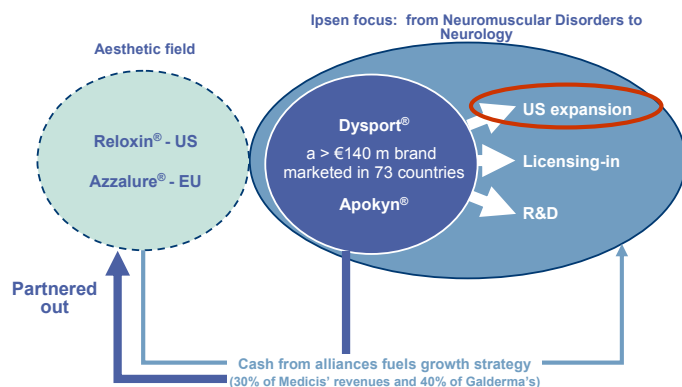 Ipsen focus: from Neuromuscular Disorders to
Neurology
Aesthetic field
Reloxin® - US
Azzalure® - EU
Dysport®
a > €140 m brand
marketed in 73 countries
Apokyn®
US expansion
Licensing-in
R&D
Partnered
out
Cash from alliances fuels growth strategy
(30% of Medicis' revenues and 40% of Galderma's)